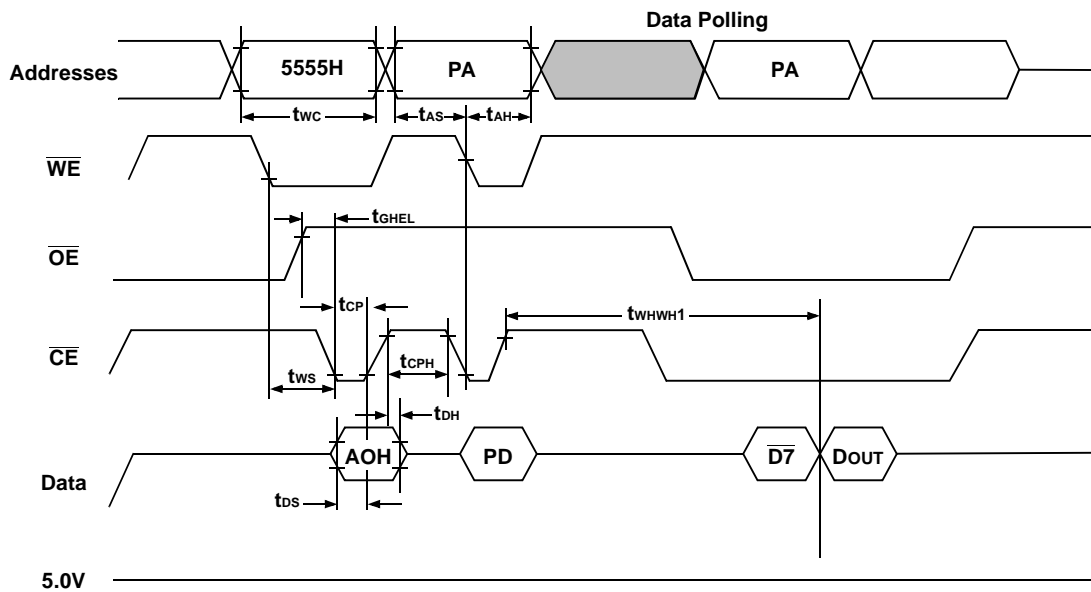 Data Polling
Addresses
5555H
PA
PA
tWC
tAS
tAH
WE
tGHEL
OE
tCP
tWHWH1
CE
tCPH
tWS
tDH
AOH
PD
D7
DOUT
Data
tDS
5.0V